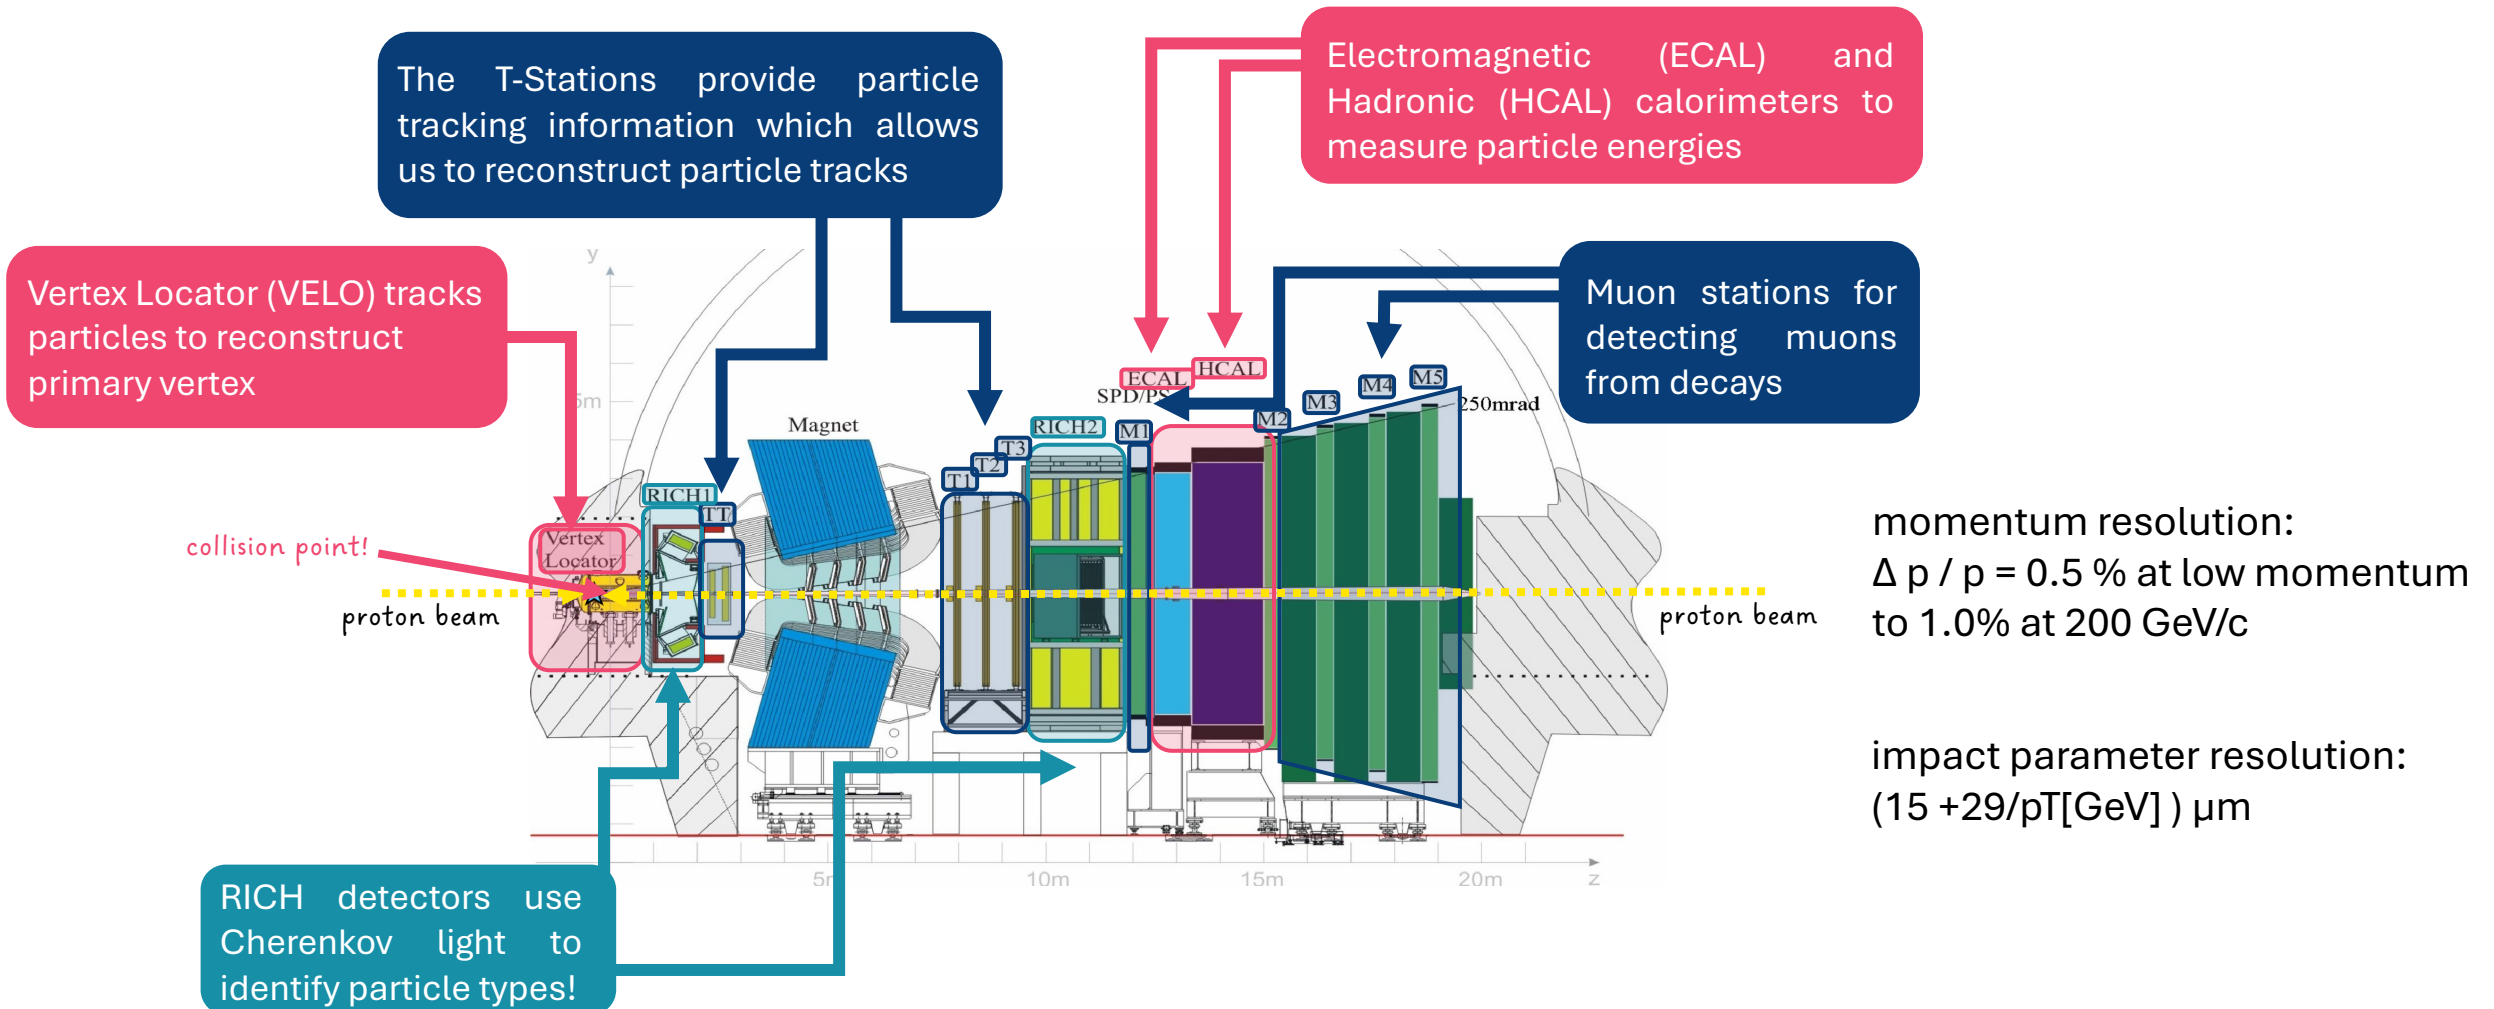 The T-Stations provide particle
tracking information which allows
us to reconstruct particle tracks
Electromagnetic (ECAL) and
Hadronic (HCAL) calorimeters to
measure particle energies
Vertex Locator (VELO) tracks
particles to reconstruct
primary vertex
Muon stations for
detecting muons
from decays
y
5m
Magnet
ECAL
HCAL
SPD/PS
M1
M2
M3
M4
M5
250mrad
RICH2
T1
T2
T3
RICH1
TT
Vertex
Locator
collision point!
proton beam
proton beam
momentum resolution:
Δ p / p = 0.5 % at low momentum
to 1.0% at 200 GeV/c
impact parameter resolution:
(15 +29/pT[GeV] ) µm
5m
10m
15m
20m
z
RICH detectors use
Cherenkov light to
identify particle types!